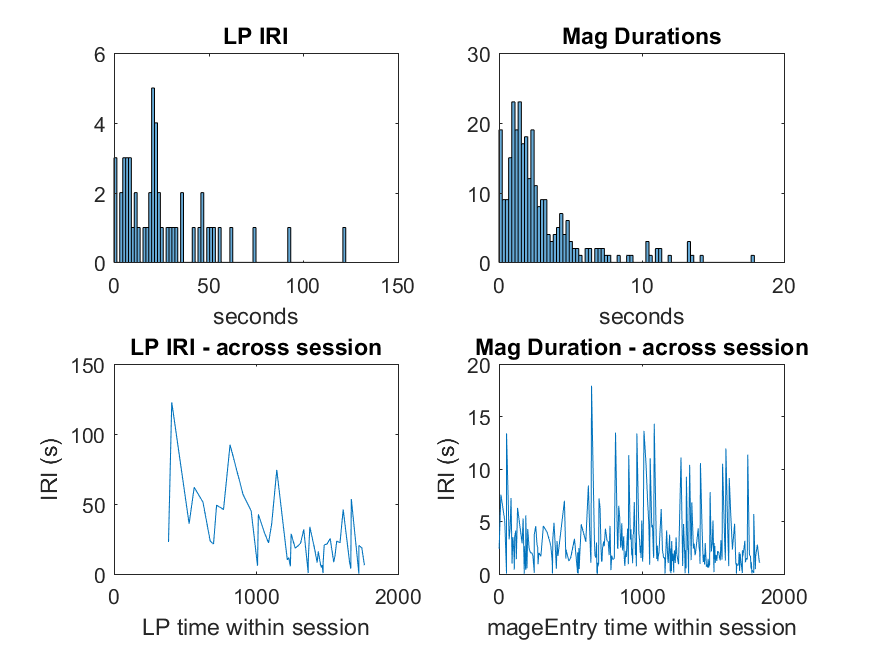 LP IRI
6
4
2
0
0 50 100 150
seconds
Mag Durations
30
20
10
0
0 10 20
seconds
LP IRI - across session
IRI (s)
150
100
50
0
0 1000 2000
LP time within session
Mag Duration - across session
IRI (s)
20
15
10
5
0
0 1000 2000
mageEntry time within session